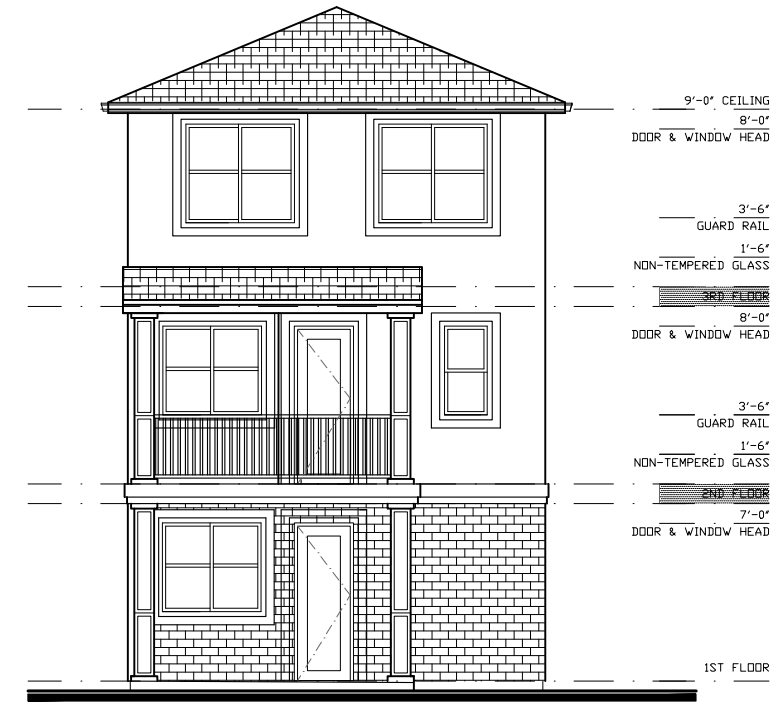 9'-0" CEILING
8'-0"
DOOR & WINDOW HEAD
3'-6"
GUARD RAIL
1'-6"
NON-TEMPERED GLASS
3RD FLOOR
8'-0"
DOOR & WINDOW HEAD
3'-6"
GUARD RAIL
1'-6"
NON-TEMPERED GLASS
2ND FLOOR
7'-0"
DOOR & WINDOW HEAD
1ST FLOOR